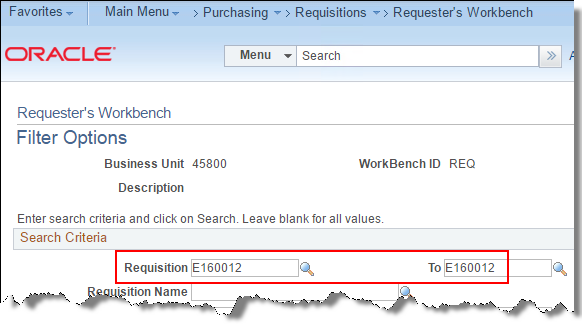 Favorites Main Menu > Purchasing > Requisitions > Requester's Workbench
ORACLE
Menu Search A
Requester's Workbench
Filter Options
Business Unit 45800 WorkBench ID REQ
Description
Enter search criteria and click on Search. Leave blank for all values.
Search Criteria
Requisition E160012 To E160012
Requisition Name